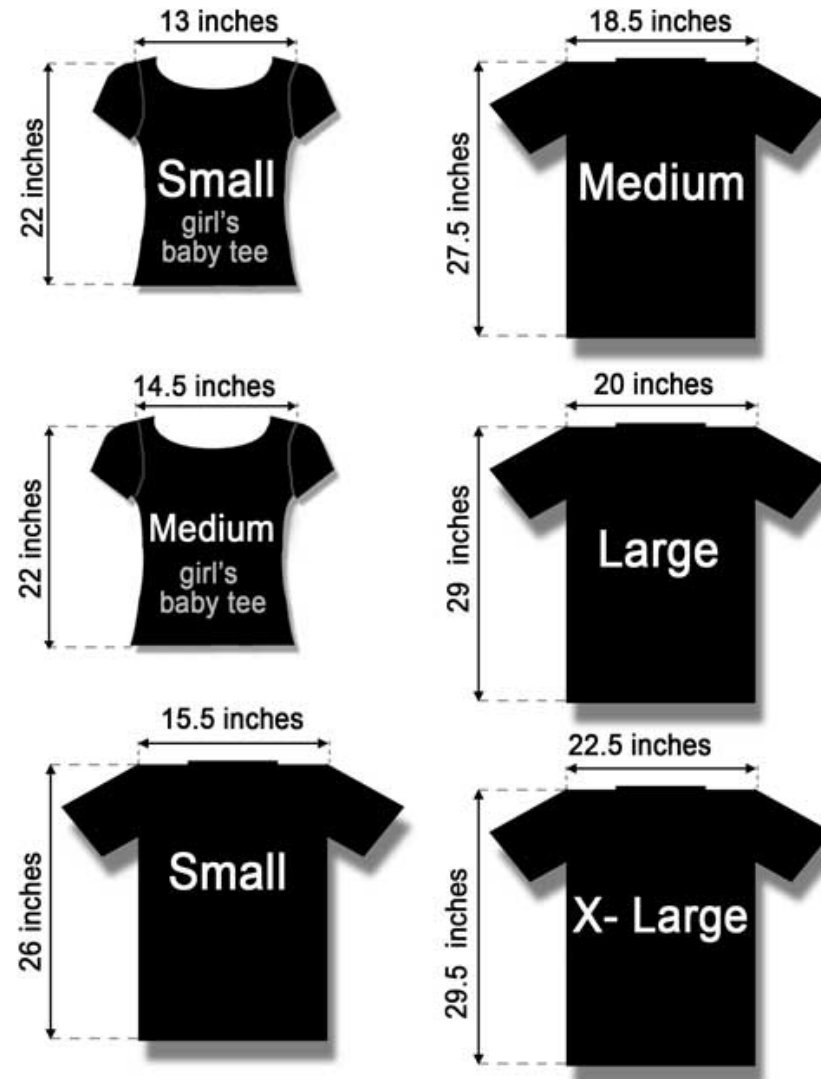 13 inches
22 inches
Small
girl's
baby tee
18.5 inches
27.5 inches
Medium
14.5 inches
22 inches
Medium
girl's
baby tee
20 inches
29 inches
Large
15.5 inches
26 inches
Small
22.5 inches
29.5 inches
X- Large